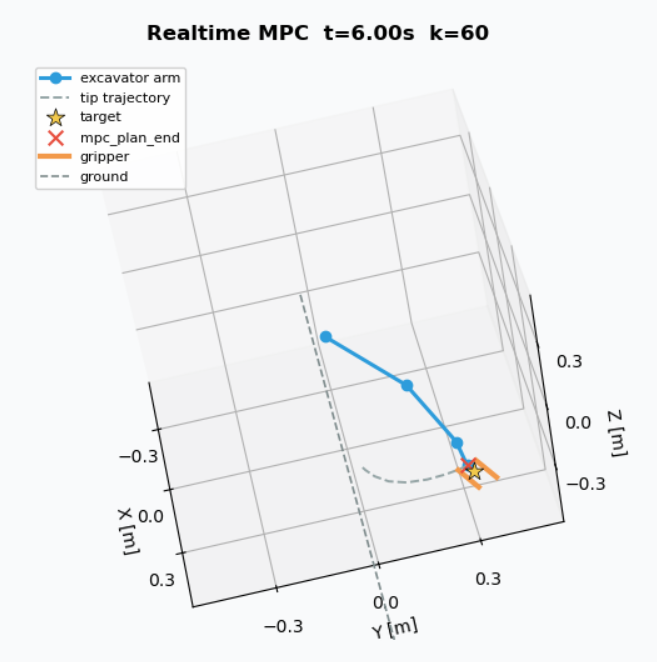 Realtime MPC  t=6.00s  k=60
excavator arm
tip trajectory
target
mpc_plan_end
gripper
ground
0.3
0.0
−0.3
Z [m]
−0.3
0.0
0.3
X [m]
−0.3
0.0
0.3
Y [m]